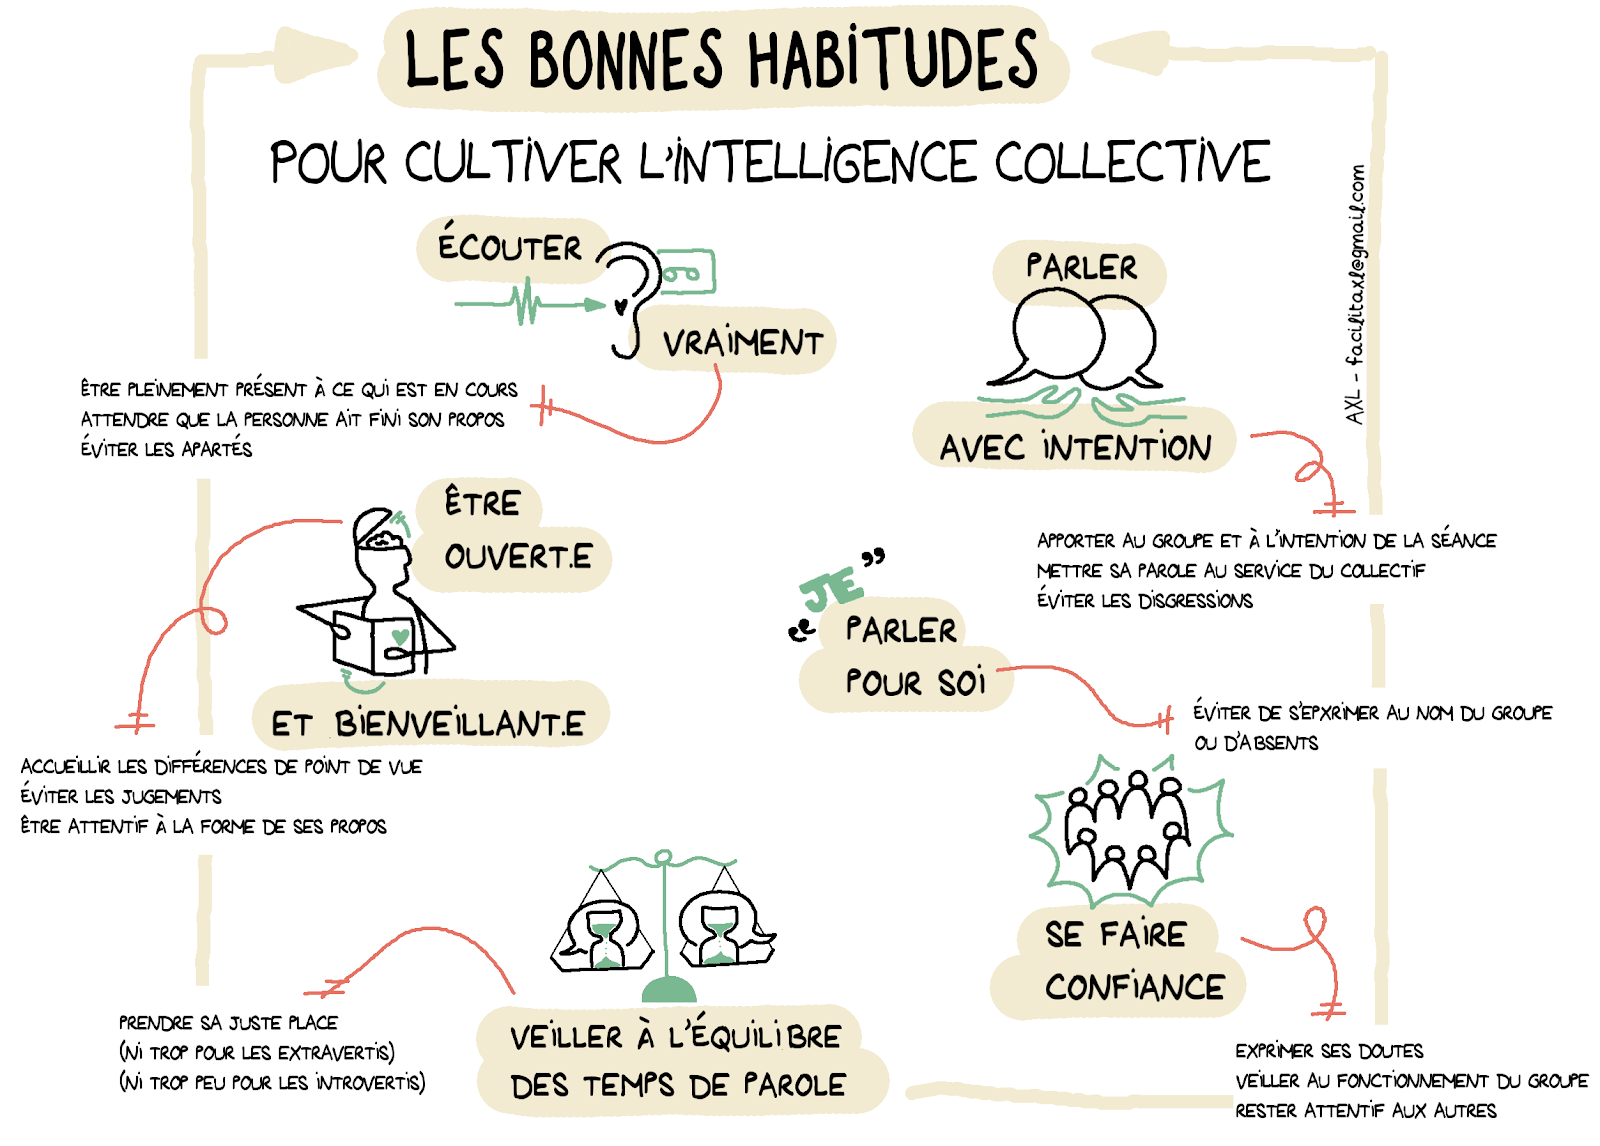 LES BONNES HABITUDES
POUR CULTIVER L'INTELLIGENCE COLLECTIVE
ÉCOUTER
VRAIMENT
ÊTRE PLEINEMENT PRÉSENT À CE QUI EST EN COURS
ATTENDRE QUE LA PERSONNE AIT FINI SON PROPOS
ÉVITER LES APARTÉS
PARLER
AVEC INTENTION
APPORTER AU GROUPE ET À L'INTENTION DE LA SÉANCE
METTRE SA PAROLE AU SERVICE DU COLLECTIF
ÉVITER LES DISGRESSIONS
AXL - facilitaxl@gmail.com
ÊTRE
OUVERT.E
ET BIENVEILLANT.E
ACCUEILLIR LES DIFFÉRENCES DE POINT DE VUE
ÉVITER LES JUGEMENTS
ÊTRE ATTENTIF À LA FORME DE SES PROPOS
“JE”
PARLER
POUR SOI
ÉVITER DE S'EPXRIMER AU NOM DU GROUPE
OU D'ABSENTS
SE FAIRE
CONFIANCE
EXPRIMER SES DOUTES
VEILLER AU FONCTIONNEMENT DU GROUPE
RESTER ATTENTIF AUX AUTRES
VEILLER À L'ÉQUILIBRE
DES TEMPS DE PAROLE
PRENDRE SA JUSTE PLACE
(NI TROP POUR LES EXTRAVERTIS)
(NI TROP PEU POUR LES INTROVERTIS)